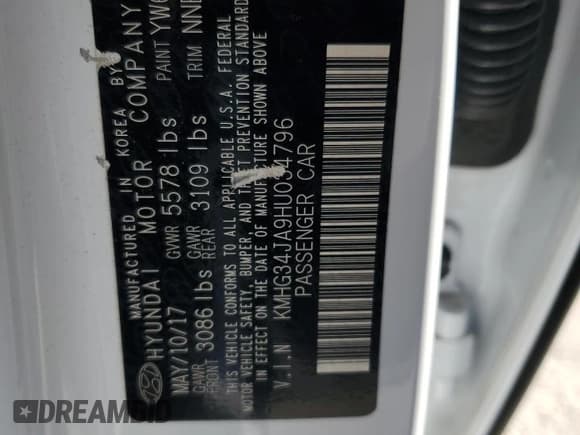 MANUFACTURED IN KOREA BY
HYUNDAI MOTOR COMPANY
MAY/10/17 GVWR 5578 lbs PAINT
GAWR FRONT 3086 lbs GAWR REAR 3109 lbs TRIM
THIS VEHICLE CONFORMS TO ALL APPLICABLE U.S.A. FEDERAL
MOTOR VEHICLE SAFETY, BUMPER, AND THEFT PREVENTION STANDARD
IN EFFECT ON THE DATE OF MANUFACTURE SHOWN ABOVE
V.I.N
PASSENGER CAR
DREAMBID